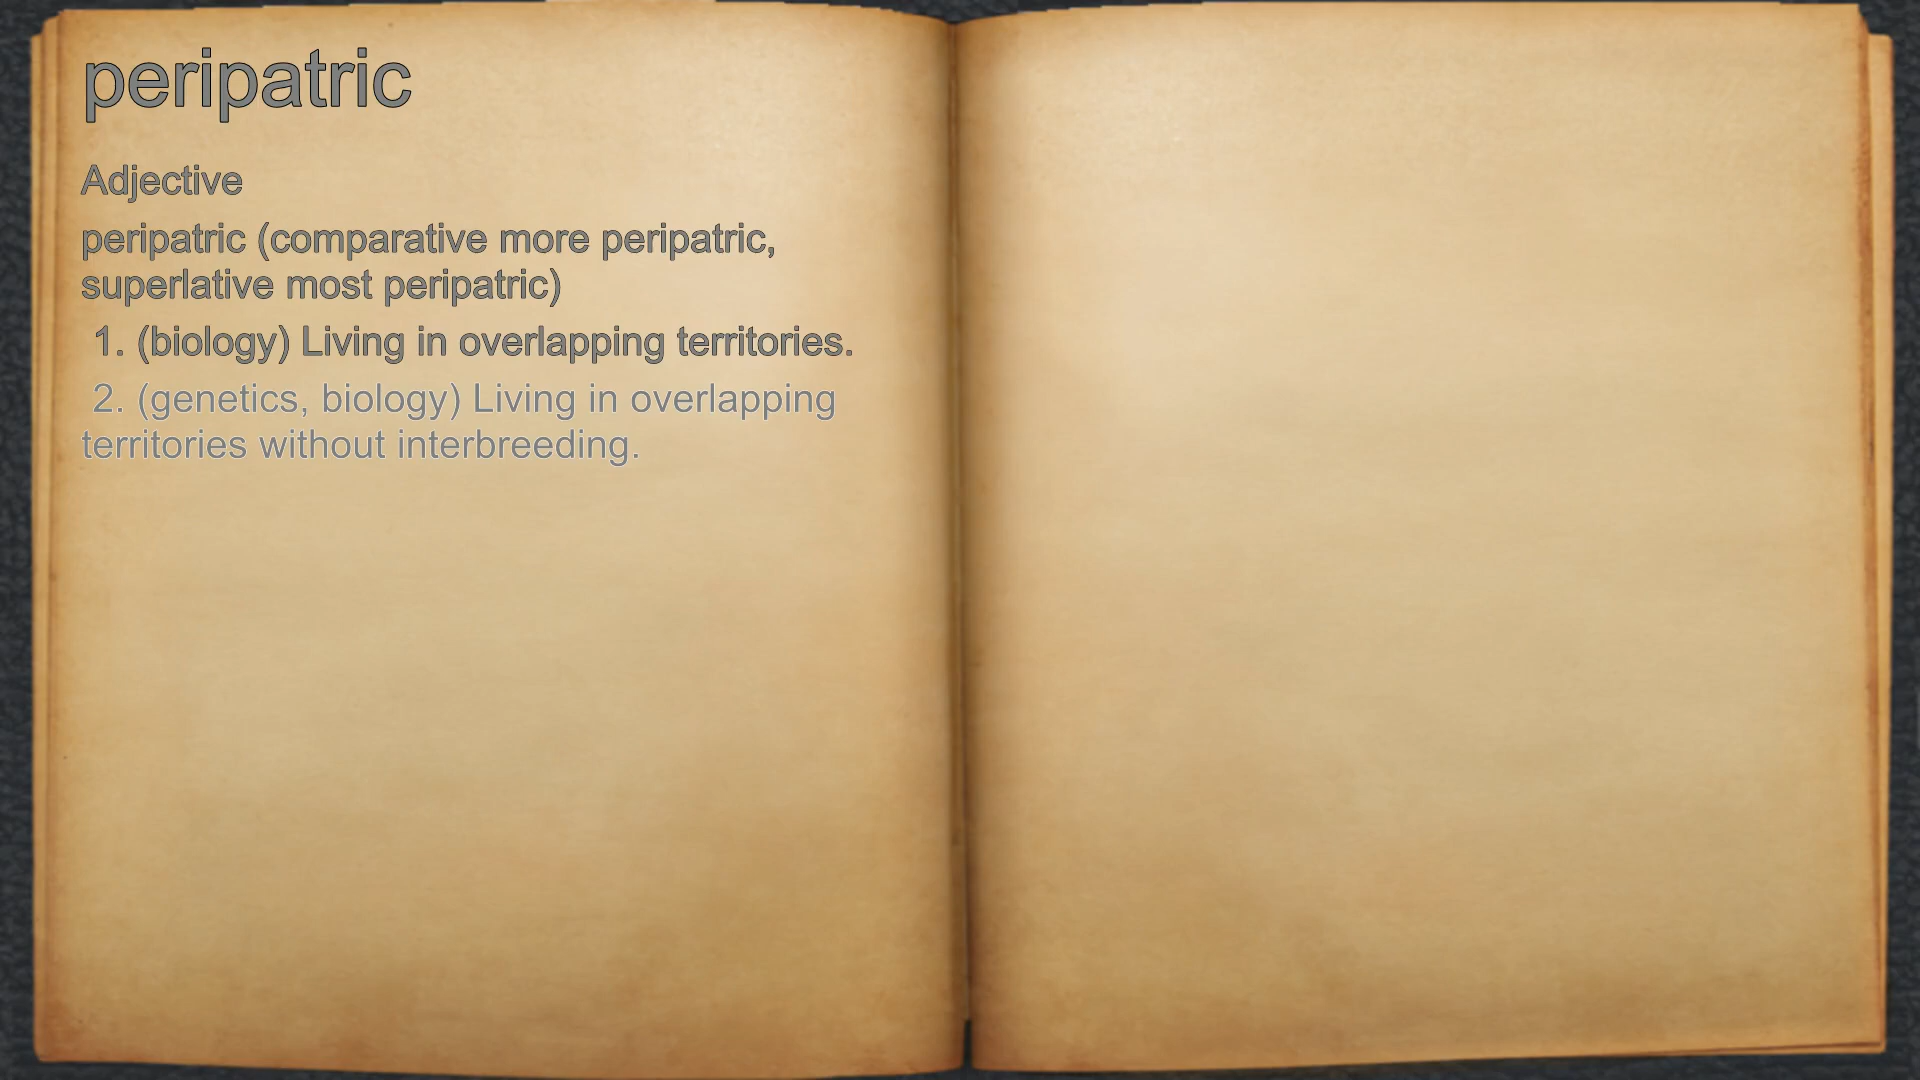 peripatric
Adjective
peripatric (comparative more peripatric,
superlative most peripatric)
1. (biology) Living in overlapping territories.
2. (genetics, biology) Living in overlapping
territories without interbreeding.